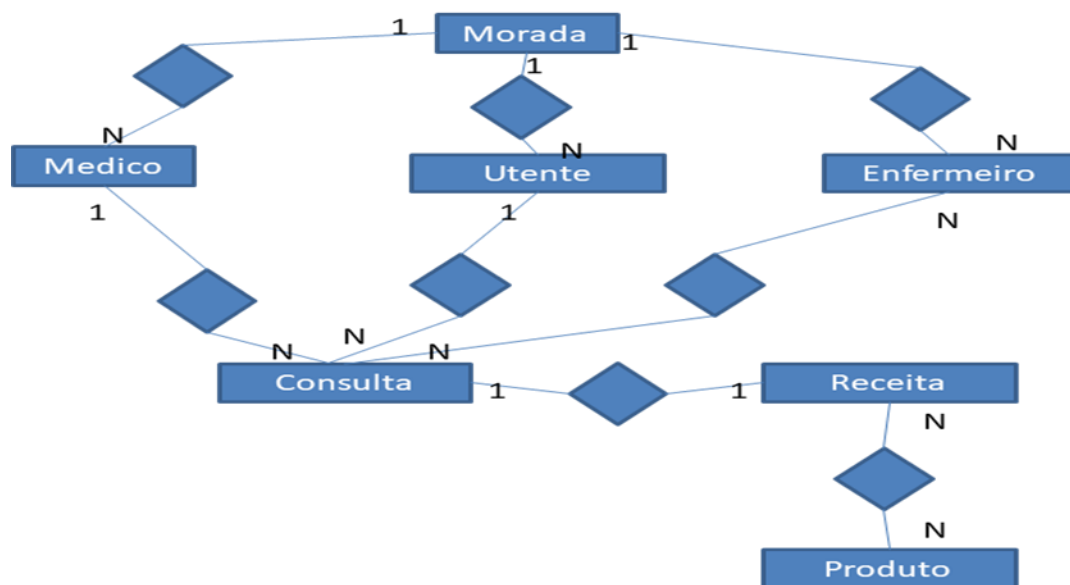 1 Morada 1
1
N N N
Medico Utente Enfermeiro
1 1 N
N N N
Consulta 1 1 Receita
N
N
Produto